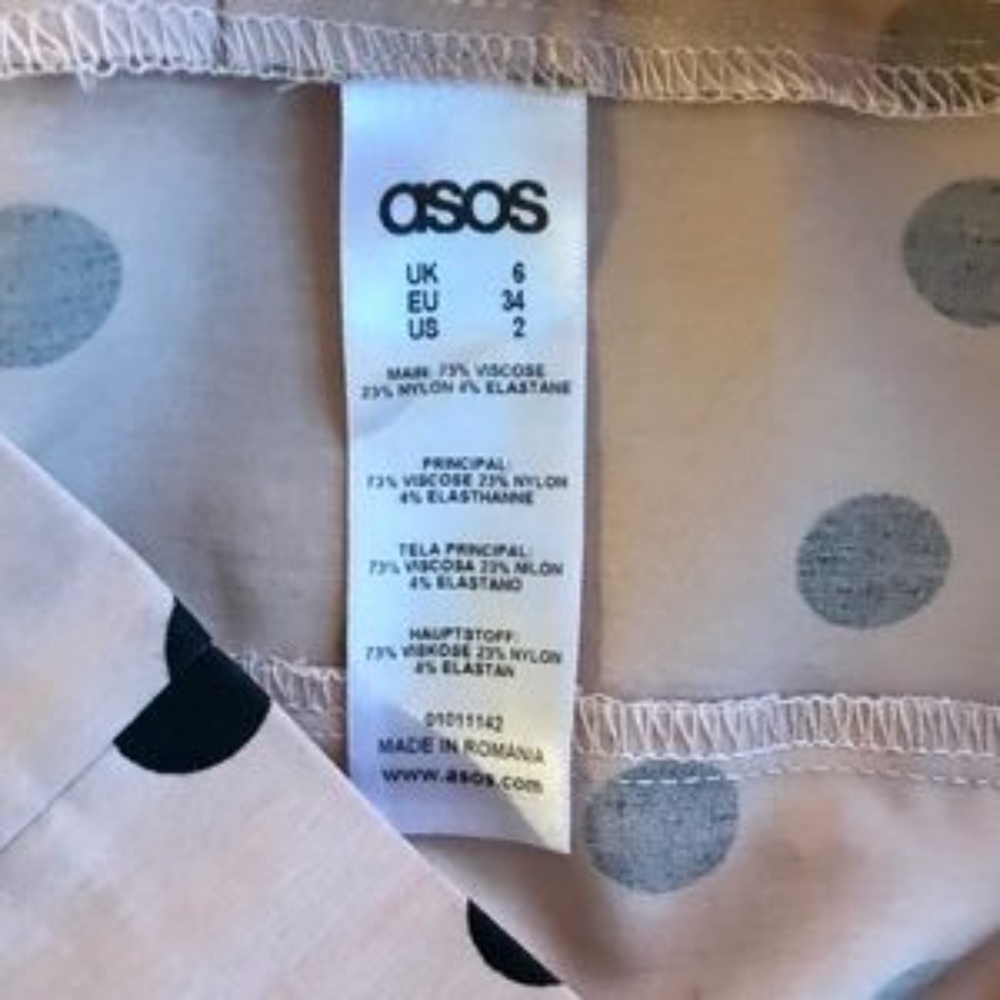 asos
UK 6
EU 34
US 2
MAIN: 73% VISCOSE
23% NYLON 4% ELASTANE
PRINCIPAL:
73% VISCOSE 23% NYLON
4% ELASTHANNE
TELA PRINCIPAL:
73% VISCOSA 23% NILON
4% ELASTANO
HAUPTSTOFF:
73% VISKOSE 23% NYLON
4% ELASTAN
01011142
MADE IN ROMANIA
www.asos.com